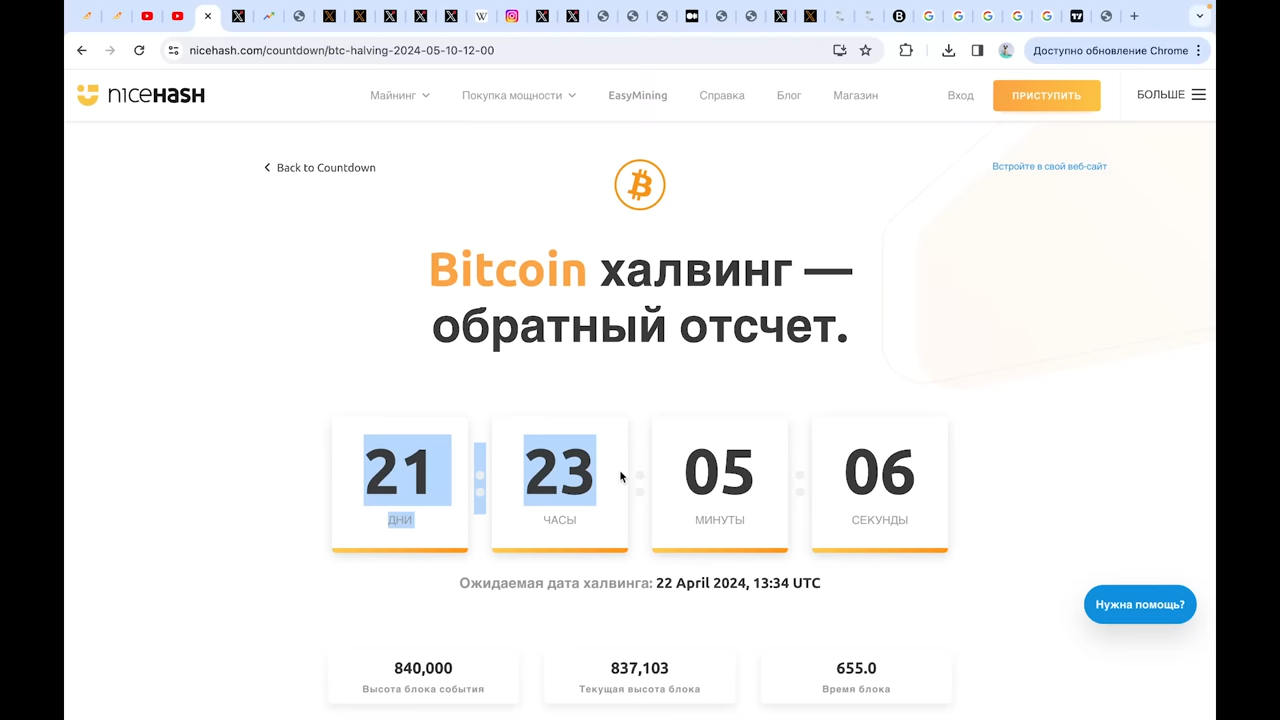 nicehash.com/countdown/btc-halving-2024-05-10-12-00
Доступно обновление Chrome
niceHASH
Майнинг
Покупка мощности
EasyMining
Справка
Блог
Магазин
Вход
ПРИСТУПИТЬ
БОЛЬШЕ
Back to Countdown
Встройте в свой веб-сайт
Bitcoin халвинг —
обратный отсчет.
21 : 23 : 05 : 06
ДНИ ЧАСЫ МИНУТЫ СЕКУНДЫ
Ожидаемая дата халвинга: 22 April 2024, 13:34 UTC
Нужна помощь?
840,000 837,103 655.0
Высота блока события Текущая высота блока Время блока